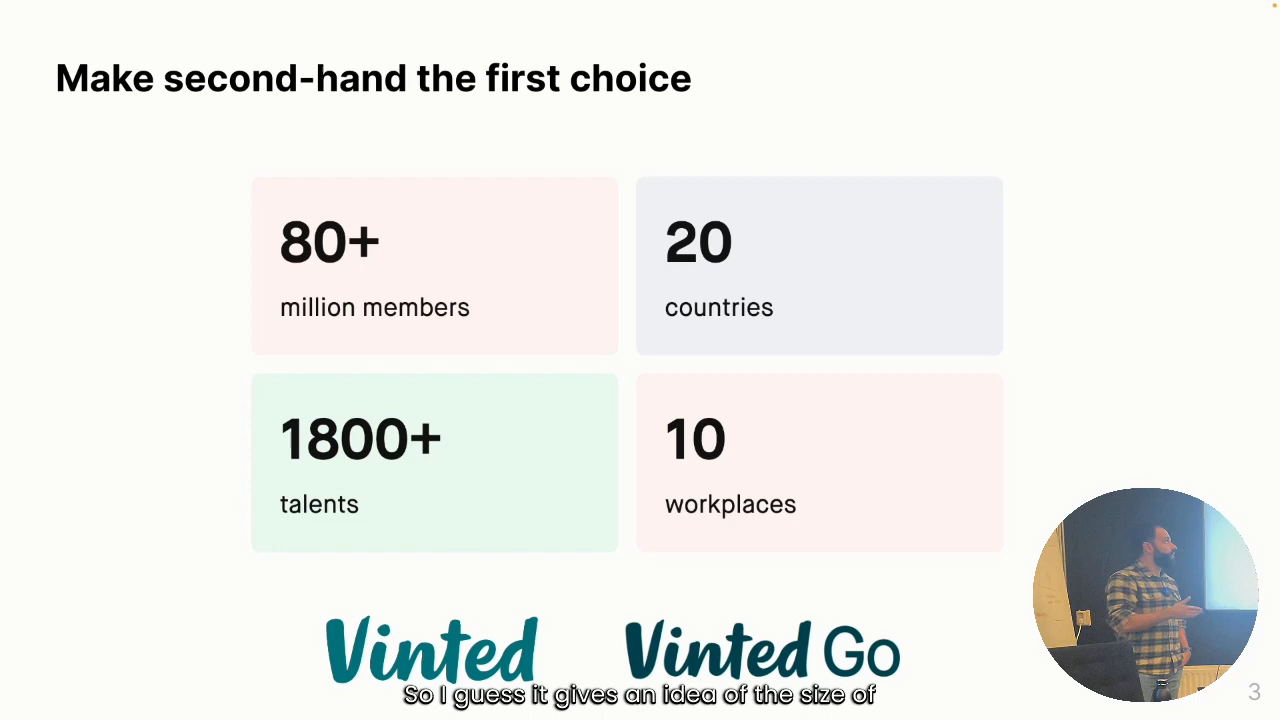 Make second-hand the first choice
80+
million members
20
countries
1800+
talents
10
workplaces
Vinted
Vinted Go
So I guess it gives an idea of the size of
3